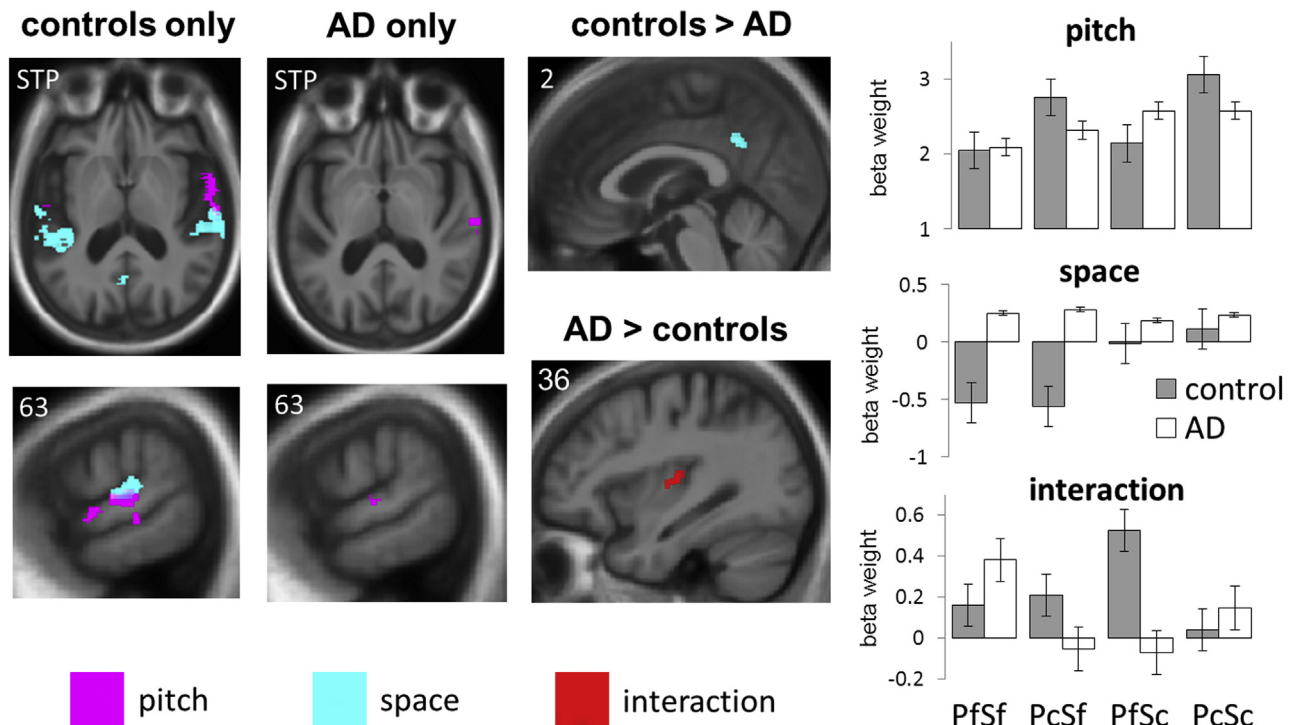 controls only
AD only
controls > AD
STP
STP
2
63
63
AD > controls
36
pitch
space
interaction
pitch
beta weight
3
2
1
space
beta weight
0.5
0
-0.5
-1
control
AD
interaction
beta weight
0.6
0.4
0.2
0
-0.2
PfSf PcSf PfSc PcSc